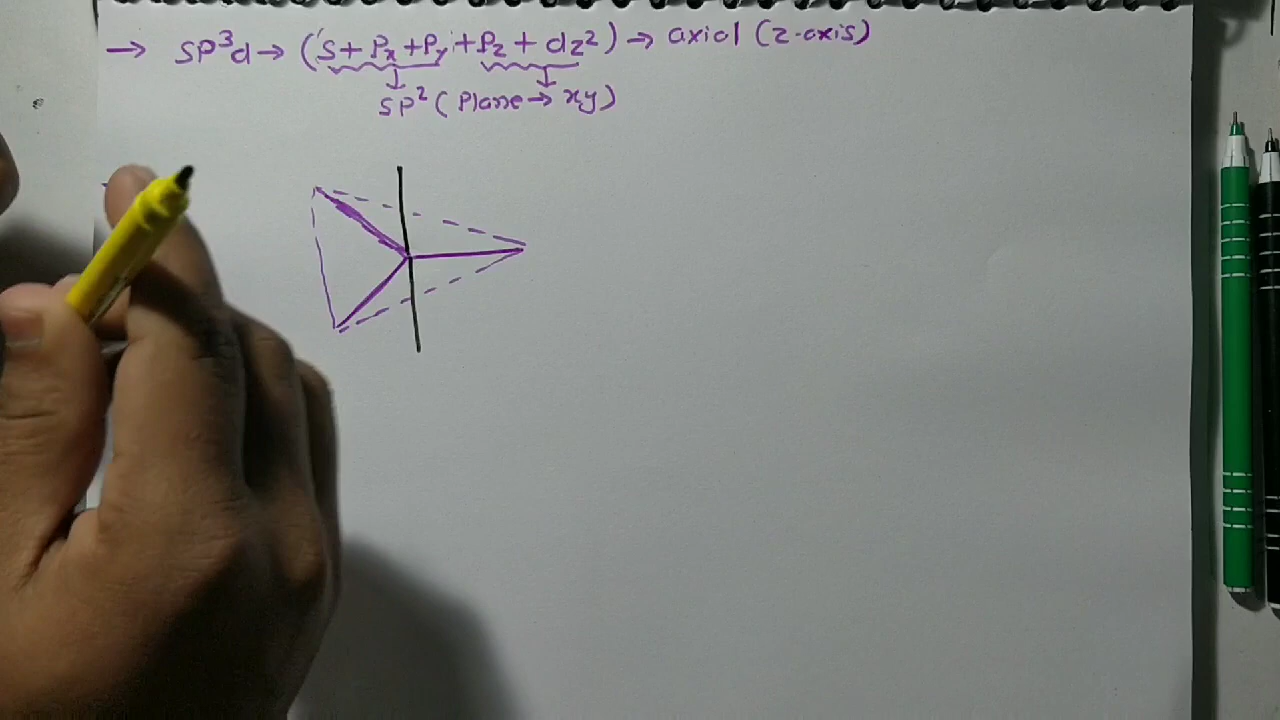 → SP³d → (S + Px + Py + Pz + dz²) → axial (z-axis)
↓ ↓
SP² (Plane → xy)